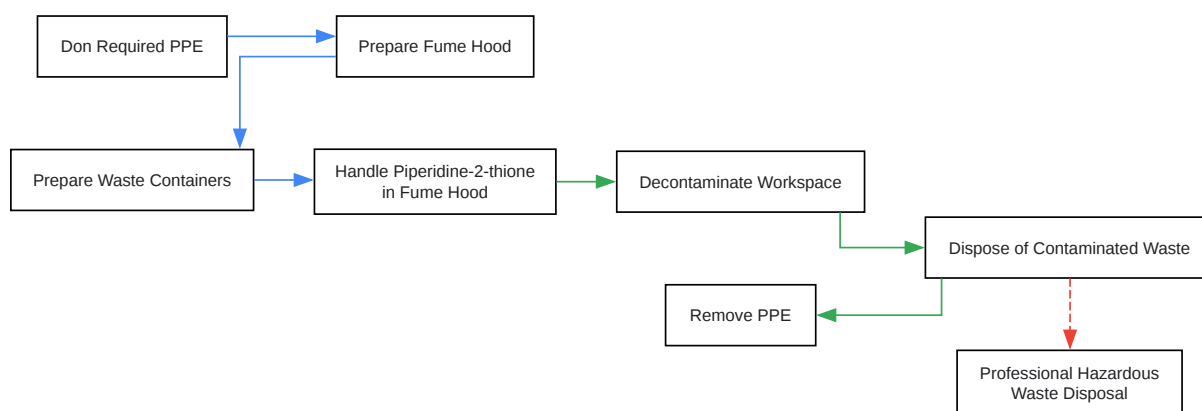 Don Required PPE
Prepare Fume Hood
Prepare Waste Containers
Handle Piperidine-2-thione
in Fume Hood
Decontaminate Workspace
Dispose of Contaminated Waste
Remove PPE
Professional Hazardous
Waste Disposal